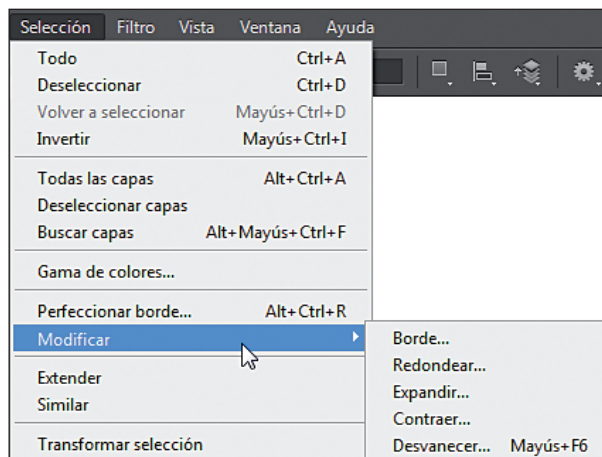 Selección Filtro Vista Ventana Ayuda
Todo Ctrl+A
Deseleccionar Ctrl+D
Volver a seleccionar Mayús+Ctrl+D
Invertir Mayús+Ctrl+I
Todas las capas Alt+Ctrl+A
Deseleccionar capas
Buscar capas Alt+Mayús+Ctrl+F
Gama de colores...
Perfeccionar borde... Alt+Ctrl+R
Modificar
Extender
Similar
Transformar selección
Borde...
Redondear...
Expandir...
Contraer...
Desvanecer... Mayús+F6